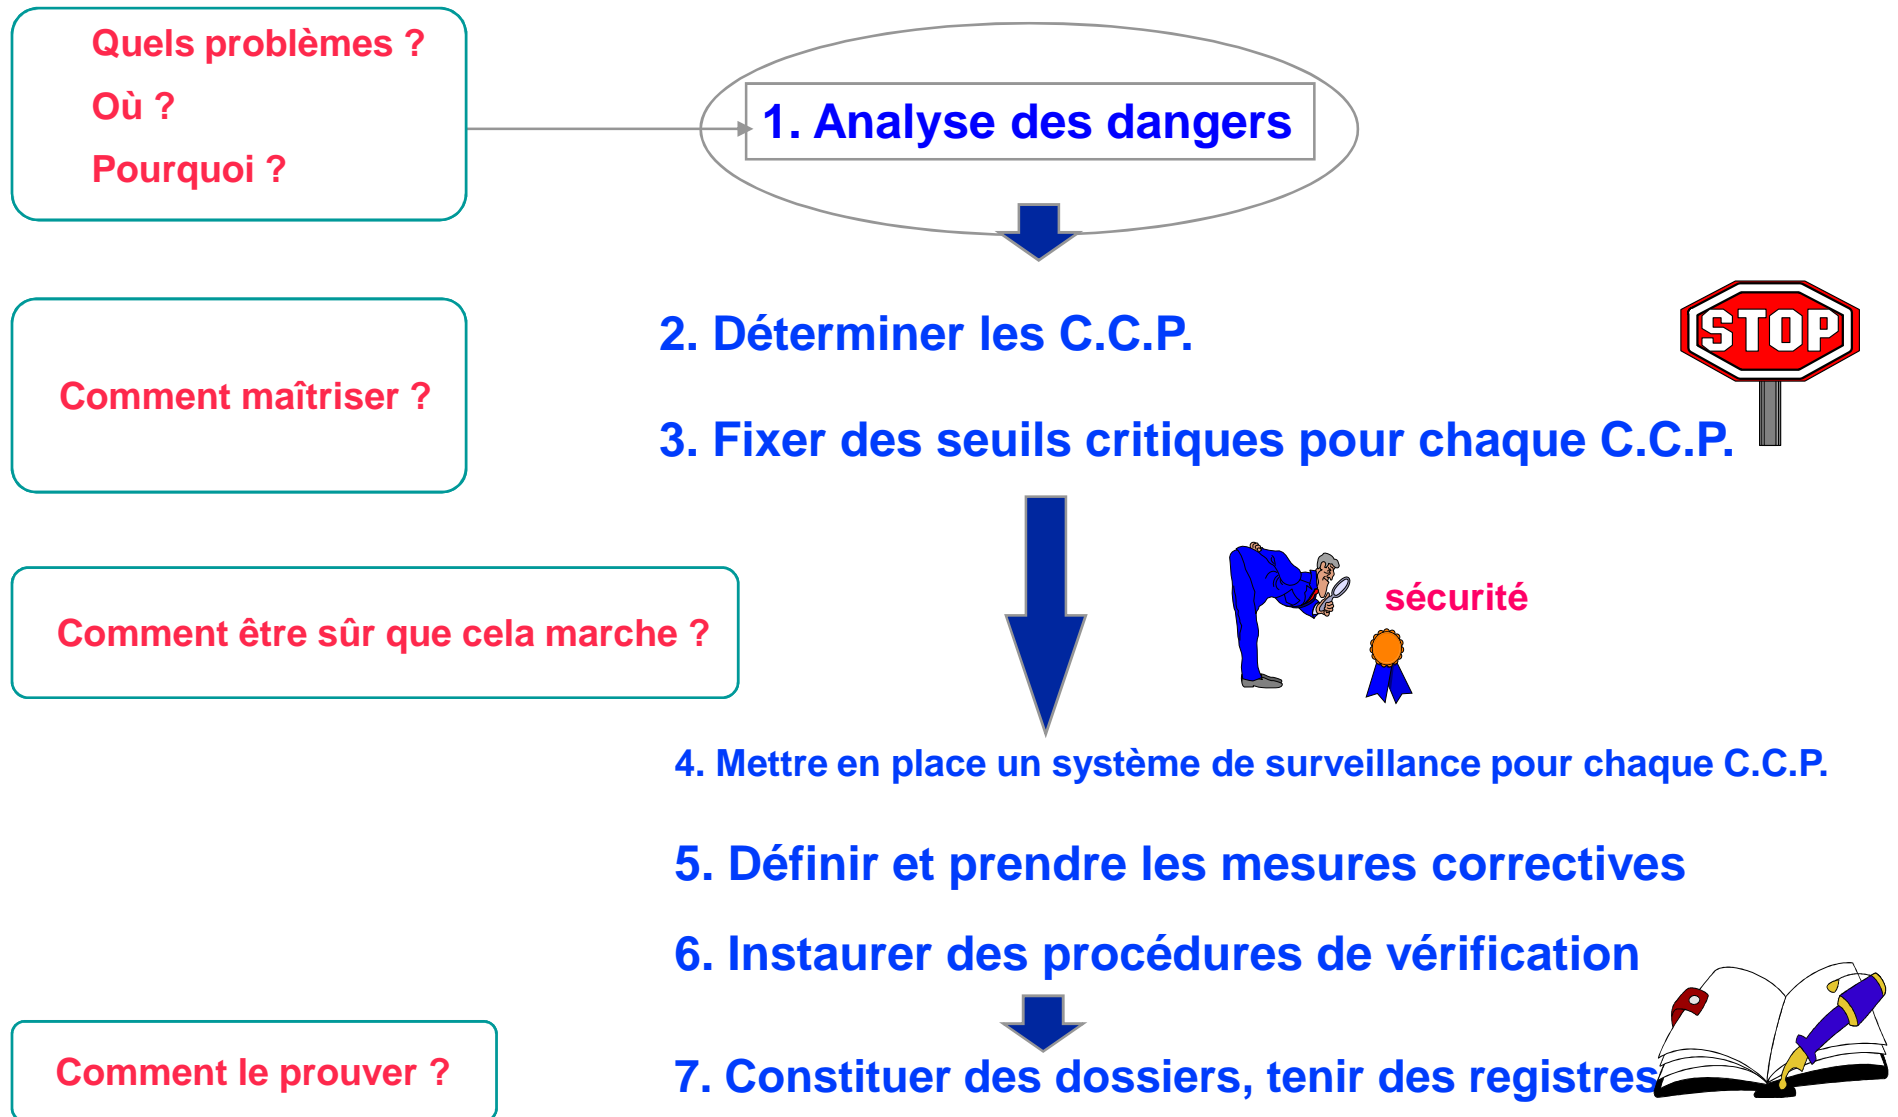 Quels problèmes ?
Où ?
Pourquoi ?
1. Analyse des dangers
2. Déterminer les C.C.P.
STOP
Comment maîtriser ?
3. Fixer des seuils critiques pour chaque C.C.P.
sécurité
Comment être sûr que cela marche ?
4. Mettre en place un système de surveillance pour chaque C.C.P.
5. Définir et prendre les mesures correctives
6. Instaurer des procédures de vérification
Comment le prouver ?
7. Constituer des dossiers, tenir des registres